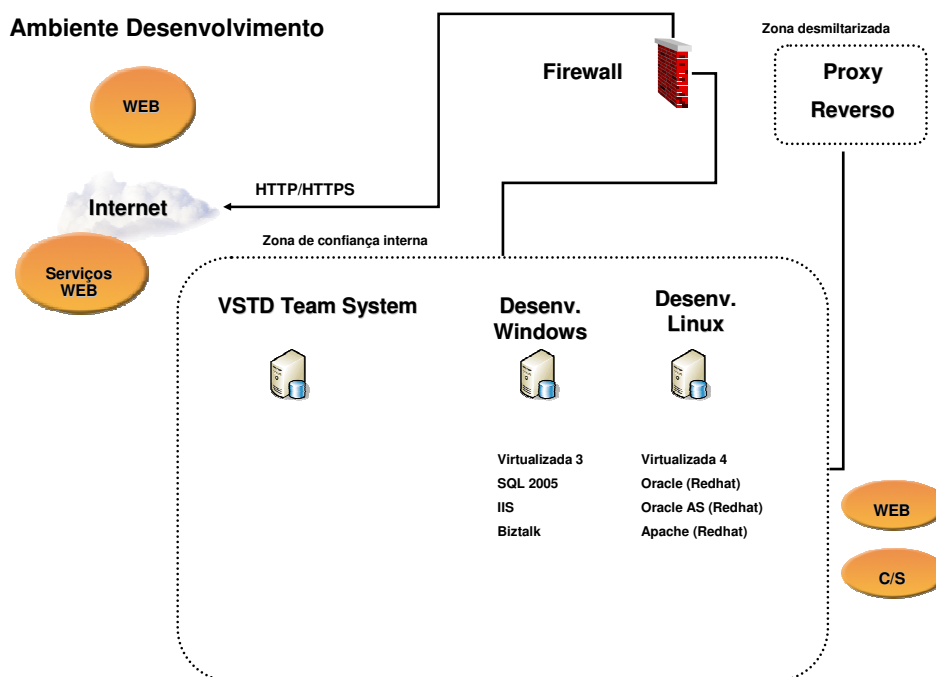 Ambiente Desenvolvimento
Zona desmiltarizada
Firewall
Proxy
Reverso
WEB
HTTP/HTTPS
Internet
Zona de confiança interna
Serviços
WEB
VSTD Team System
Desenv.
Windows
Desenv.
Linux
Virtualizada 3
SQL 2005
IIS
Biztalk
Virtualizada 4
Oracle (Redhat)
Oracle AS (Redhat)
Apache (Redhat)
WEB
C/S